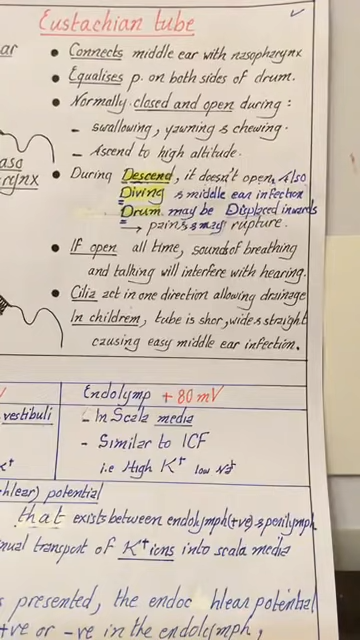 Eustachian tube
ar
• Connects middle ear with nasopharynx
• Equalises p. on both sides of drum.
• Normally closed and open during :
– swallowing, yawning & chewing.
– Ascend to high altitude.
• During Descend, it doesn't open, Also
Diving & middle ear infection
Drum may be Displaced inwards
→ pain & may rupture.
• If open all time, sounds of breathing
and talking will interfere with hearing.
• Cilia act in one direction allowing drainage
In children, tube is shor, wide & straight
causing easy middle ear infection.
Endolymp + 80 mV
vestibuli
– In Scala media
– Similar to ICF
i.e High K⁺ low Na⁺
K⁺
hlear) potential
that exists between endolymph(+ve) & perilymph
nual transport of K⁺ions into scala media
s presented, the endoc hlear potential
+ve or -ve in the endolymph,